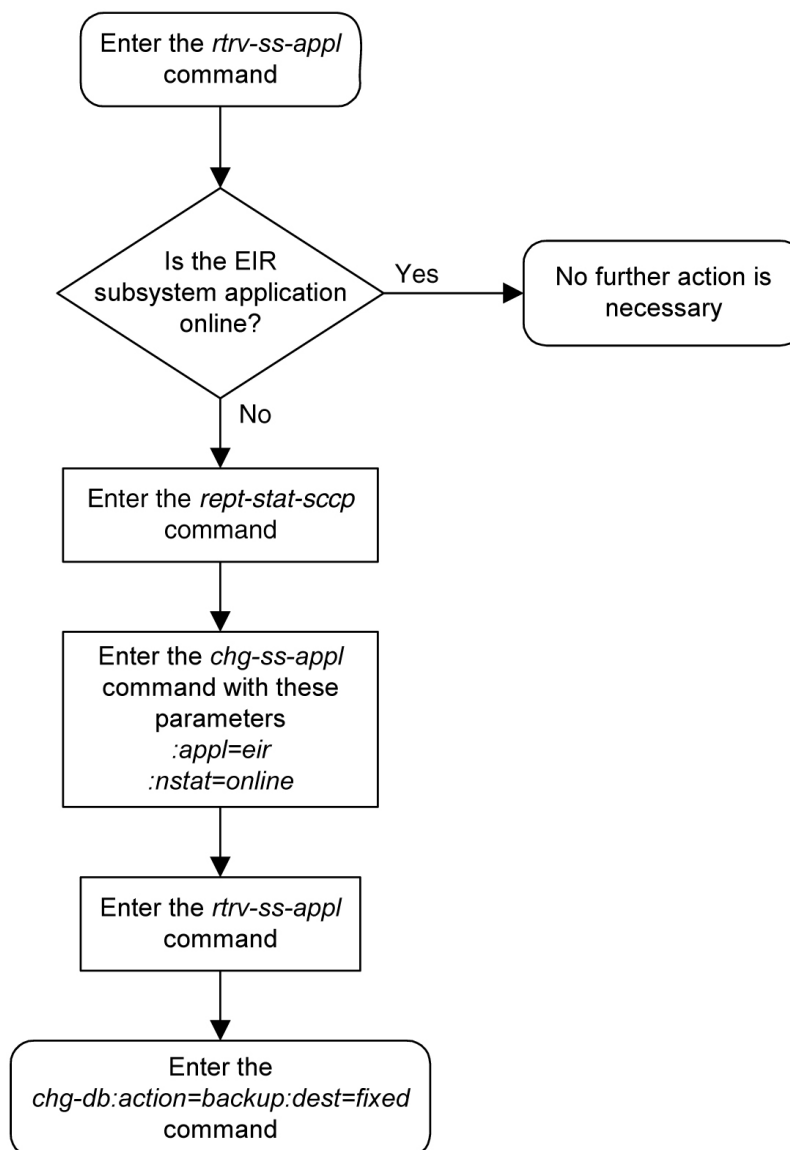 Enter the rtrv-ss-appl
command
Is the EIR
subsystem application
online?
Yes
No further action is
necessary
No
Enter the rept-stat-sccp
command
Enter the chg-ss-appl
command with these
parameters
:appl=eir
:nstat=online
Enter the rtrv-ss-appl
command
Enter the
chg-db:action=backup:dest=fixed
command